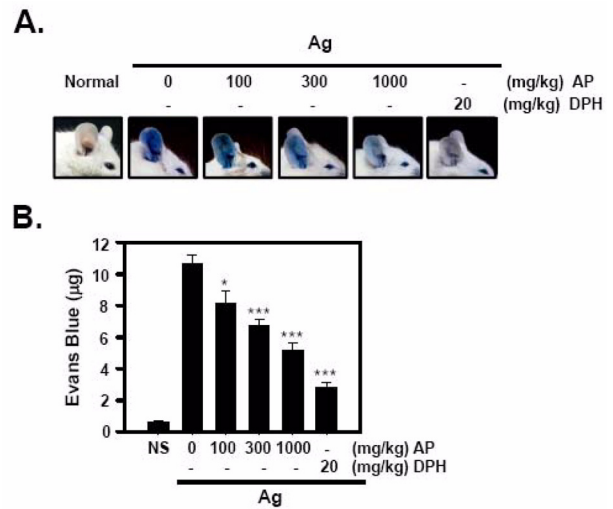 A.
Ag
Normal 0 100 300 1000 - (mg/kg) AP
- - - - 20 (mg/kg) DPH
B.
12
10
8
6
4
2
0
Evans Blue (µg)
* *** *** ***
NS 0 100 300 1000 - (mg/kg) AP
- - - - 20 (mg/kg) DPH
Ag